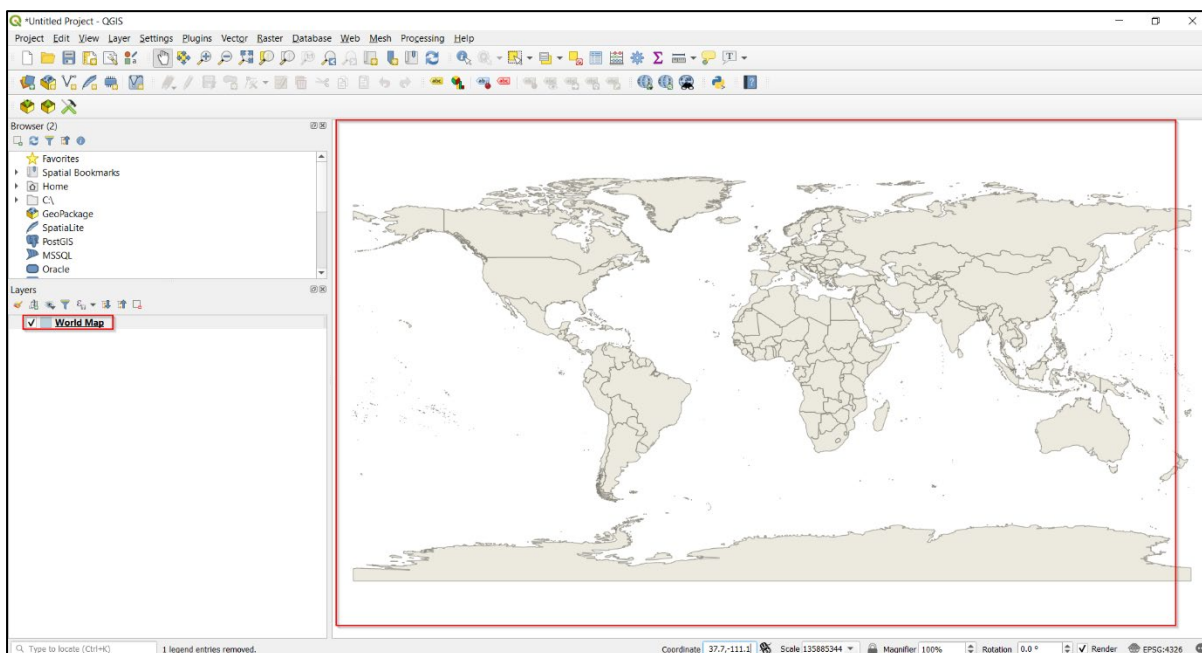 *Untitled Project - QGIS
Project Edit View Layer Settings Plugins Vector Raster Database Web Mesh Processing Help
Browser (2)
Favorites
Spatial Bookmarks
Home
C:\
GeoPackage
SpatiaLite
PostGIS
MSSQL
Oracle
Layers
World Map
Type to locate (Ctrl+K) 1 legend entries removed. Coordinate 37.7,-111.1 Scale 135885344 Magnifier 100% Rotation 0.0 ° Render EPSG:4326